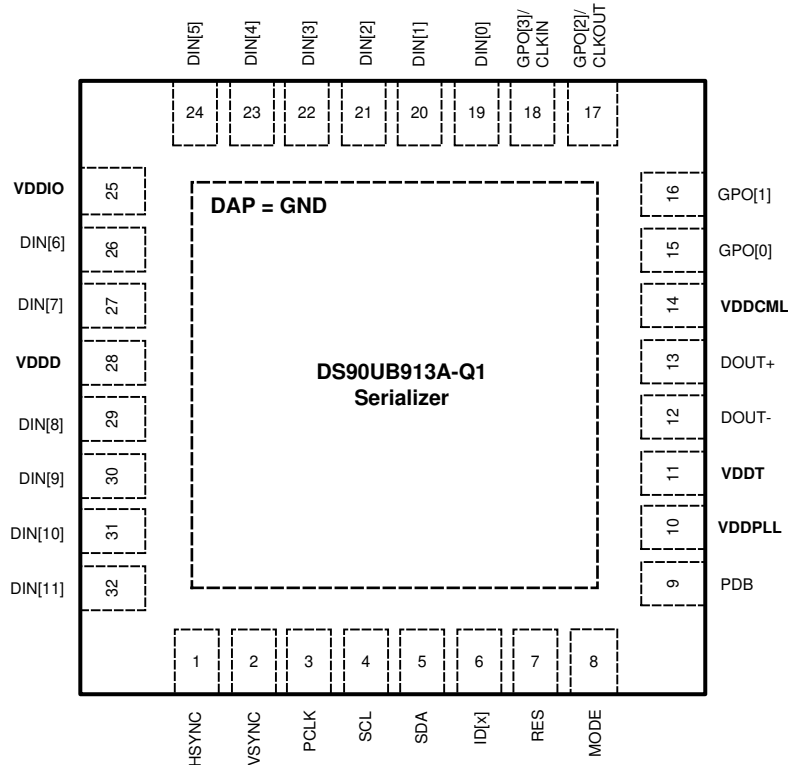 DIN[5]
DIN[4]
DIN[3]
DIN[2]
DIN[1]
DIN[0]
GPO[3]/
CLKIN
GPO[2]/
CLKOUT
24
23
22
21
20
19
18
17
VDDIO
25
DIN[6]
26
DIN[7]
27
VDDD
28
DIN[8]
29
DIN[9]
30
DIN[10]
31
DIN[11]
32
DAP = GND
DS90UB913A-Q1
Serializer
16
GPO[1]
15
GPO[0]
14
VDDCML
13
DOUT+
12
DOUT-
11
VDDT
10
VDDPLL
9
PDB
1
2
3
4
5
6
7
8
HSYNC
VSYNC
PCLK
SCL
SDA
ID[x]
RES
MODE